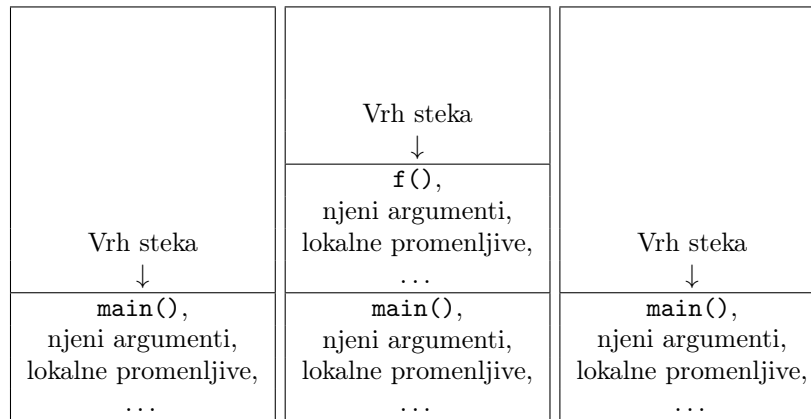 Vrh steka
↓
main(),
njeni argumenti,
lokalne promenljive,
...
Vrh steka
↓
f(),
njeni argumenti,
lokalne promenljive,
...
main(),
njeni argumenti,
lokalne promenljive,
...
Vrh steka
↓
main(),
njeni argumenti,
lokalne promenljive,
...